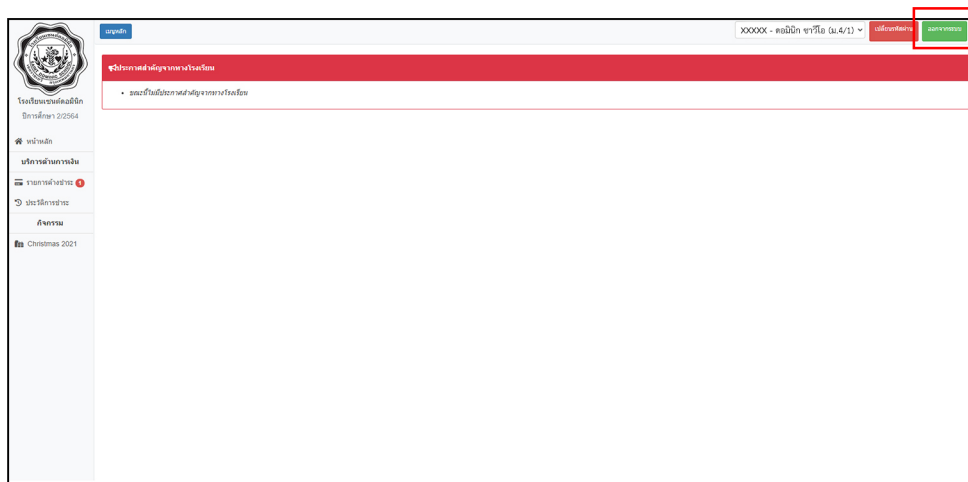 เมนูหลัก
XXXXX - ดอมินิก ซาวีโอ (ม.4/1)
เปลี่ยนรหัสผ่าน
ออกจากระบบ
ประกาศสำคัญจากทางโรงเรียน
ขณะนี้ไม่มีประกาศสำคัญจากทางโรงเรียน
โรงเรียนเซนต์ดอมินิก
ปีการศึกษา 2/2564
หน้าหลัก
บริการด้านการเงิน
รายการค้างชำระ 1
ประวัติการชำระ
กิจกรรม
Christmas 2021